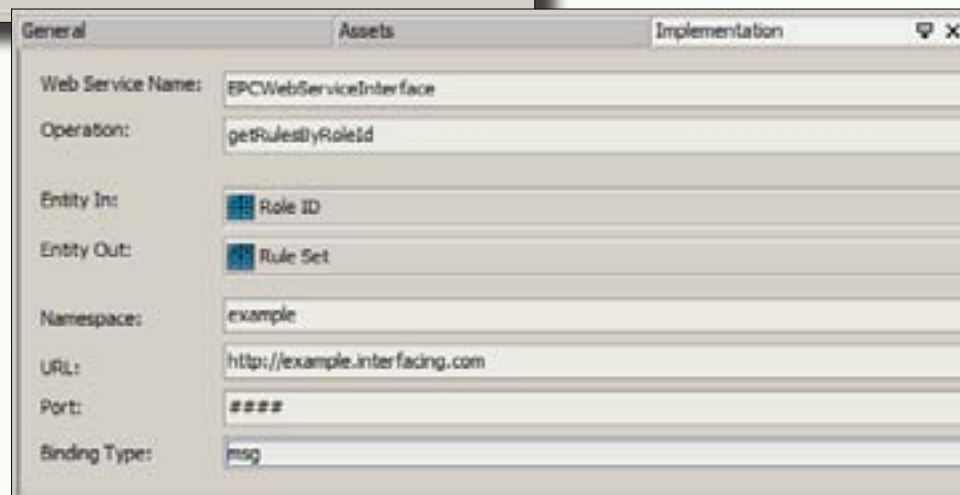 General Assets Implementation
Web Service Name: EPCWebServiceInterface
Operation: getRulesByRoleId
Entity In: Role ID
Entity Out: Rule Set
Namespace: example
URL: http://example.interfacing.com
Port: ####
Binding Type: msg